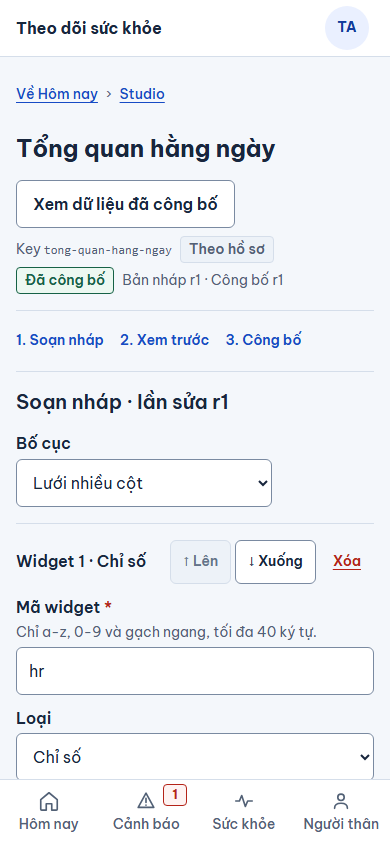 Theo dõi sức khỏe
TA
Về Hôm nay › Studio
Tổng quan hằng ngày
Xem dữ liệu đã công bố
Key tong-quan-hang-ngay Theo hồ sơ
Đã công bố Bản nháp r1 · Công bố r1
1. Soạn nháp 2. Xem trước 3. Công bố
Soạn nháp · lần sửa r1
Bố cục
Lưới nhiều cột
Widget 1 · Chỉ số ↑ Lên ↓ Xuống Xóa
Mã widget *
Chỉ a-z, 0-9 và gạch ngang, tối đa 40 ký tự.
hr
Loại
Chỉ số
1
Hôm nay Cảnh báo Sức khỏe Người thân